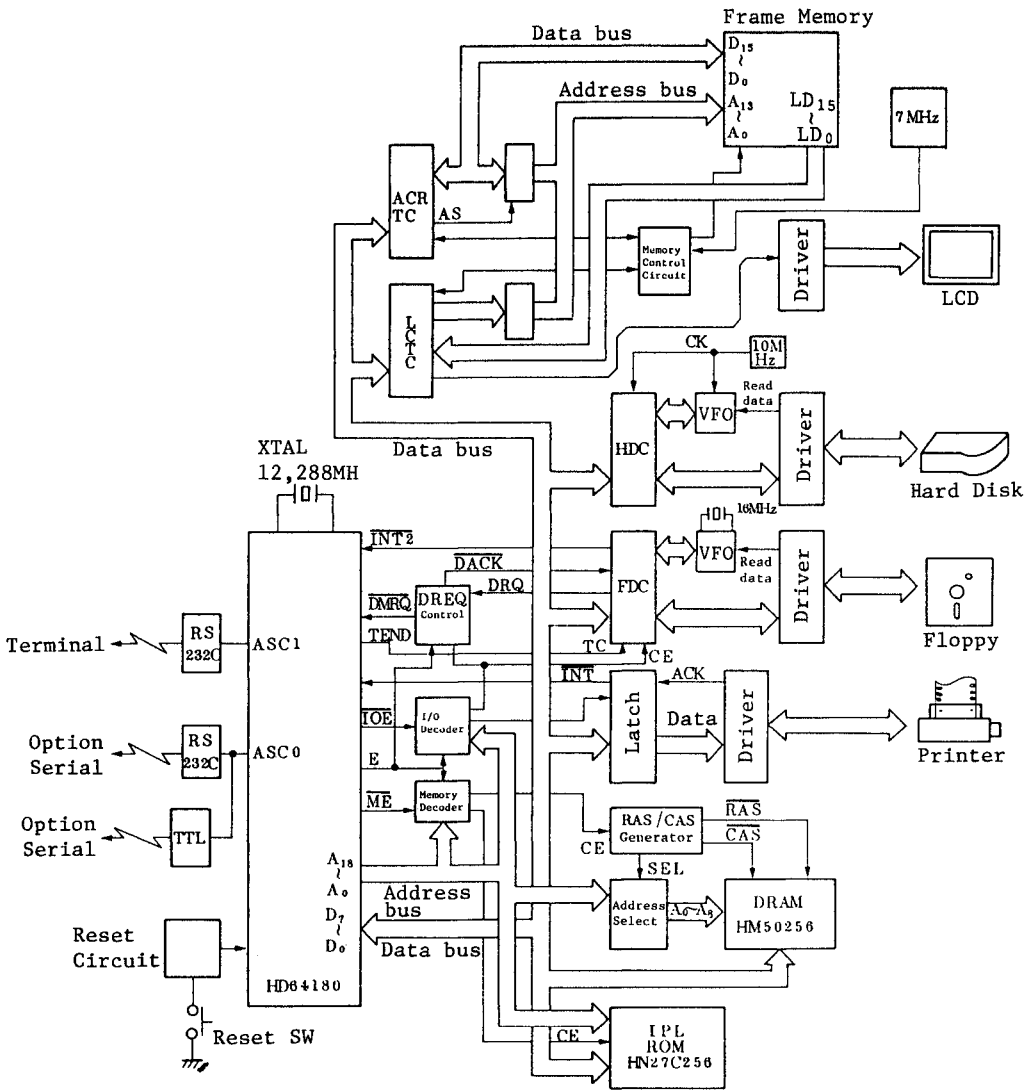 Frame Memory
Data bus
D15
~
D0
Address bus
A13
~
A0
LD15
~
LD0
7MHz
ACR
TC
AS
Memory
Control
Circuit
Driver
LCD
LCTC
CK
10M
Hz
Read
data
VFO
HDC
Driver
Hard Disk
Data bus
XTAL
12,288MH
16MHz
INT2
DACK
DRQ
FDC
VFO
Read
data
Driver
Floppy
DMRQ
DREQ
Control
TEND
TC
CE
Terminal
RS
232C
ASC1
INT
ACK
IOE
I/O
Decoder
Latch
Data
Driver
Printer
Option
Serial
RS
232C
ASC0
E
ME
Memory
Decoder
Option
Serial
TTL
CE
RAS/CAS
Generator
RAS
CAS
SEL
A18
~
A0
Address
bus
D7
~
D0
Data bus
Address
Select
A0~A8
DRAM
HM50256
Reset
Circuit
HD64180
Reset SW
CE
IPL
ROM
HN27C256